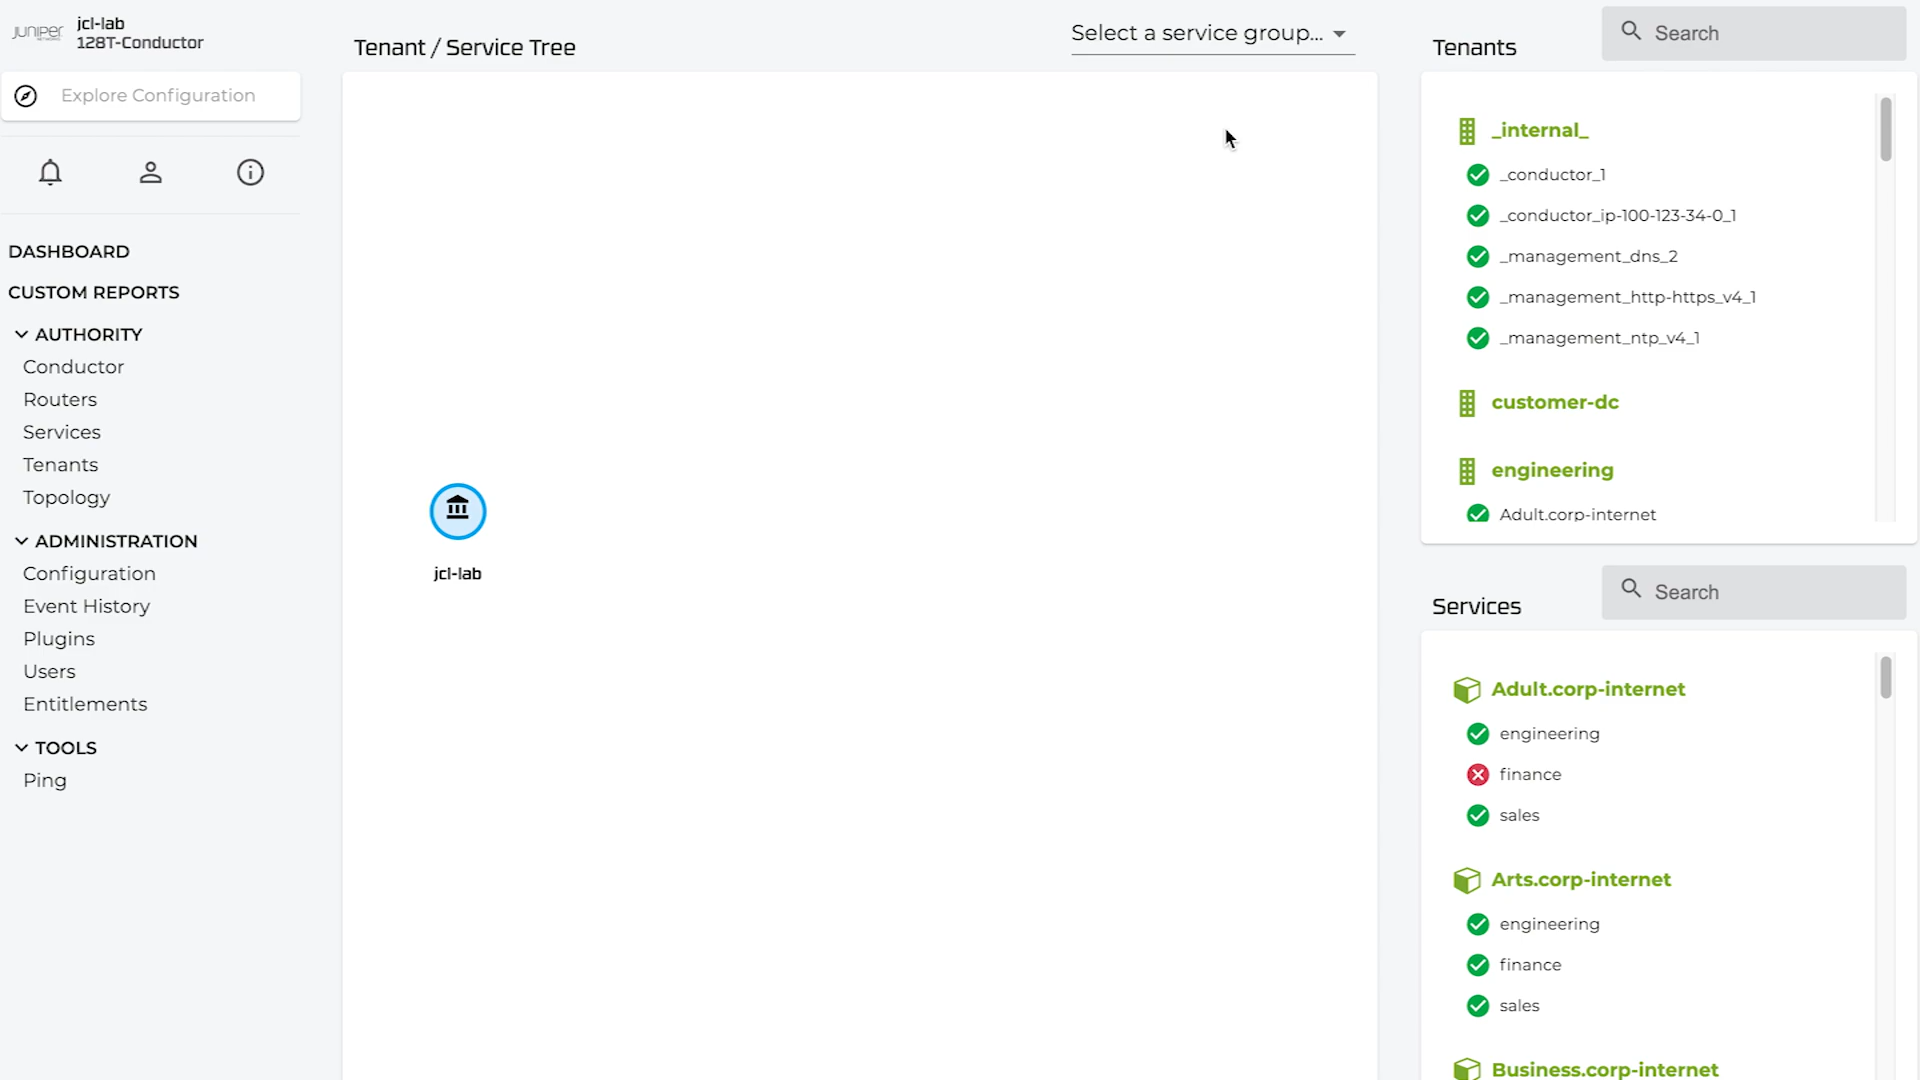 JUNIPER
NETWORKS
jcl-lab
128T-Conductor
Explore Configuration
DASHBOARD
CUSTOM REPORTS
AUTHORITY
Conductor
Routers
Services
Tenants
Topology
ADMINISTRATION
Configuration
Event History
Plugins
Users
Entitlements
TOOLS
Ping
Tenant / Service Tree
Select a service group...
jcl-lab
Tenants
Search
_internal_
_conductor_1
_conductor_ip-100-123-34-0_1
_management_dns_2
_management_http-https_v4_1
_management_ntp_v4_1
customer-dc
engineering
Adult.corp-internet
Services
Search
Adult.corp-internet
engineering
finance
sales
Arts.corp-internet
engineering
finance
sales
Business.corp-internet